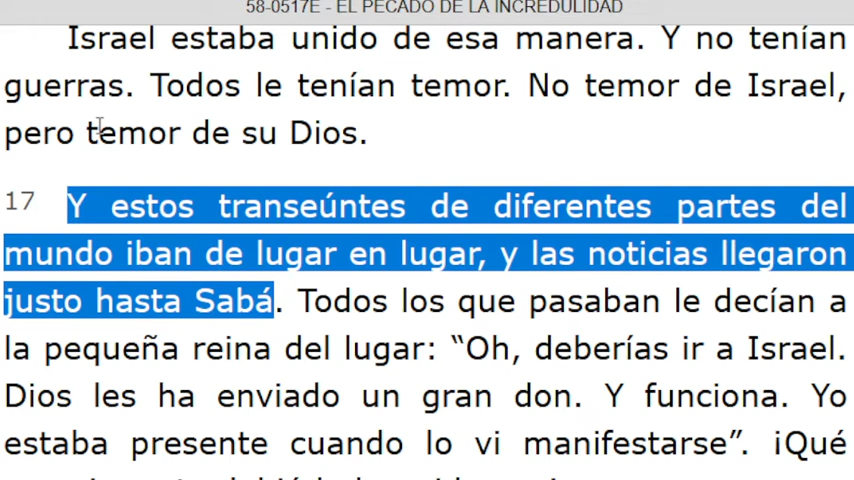 58-0517E - EL PECADO DE LA INCREDULIDAD
Israel estaba unido de esa manera. Y no tenían
guerras. Todos le tenían temor. No temor de Israel,
pero temor de su Dios.
17 Y estos transeúntes de diferentes partes del
mundo iban de lugar en lugar, y las noticias llegaron
justo hasta Sabá. Todos los que pasaban le decían a
la pequeña reina del lugar: “Oh, deberías ir a Israel.
Dios les ha enviado un gran don. Y funciona. Yo
estaba presente cuando lo vi manifestarse”. ¡Qué